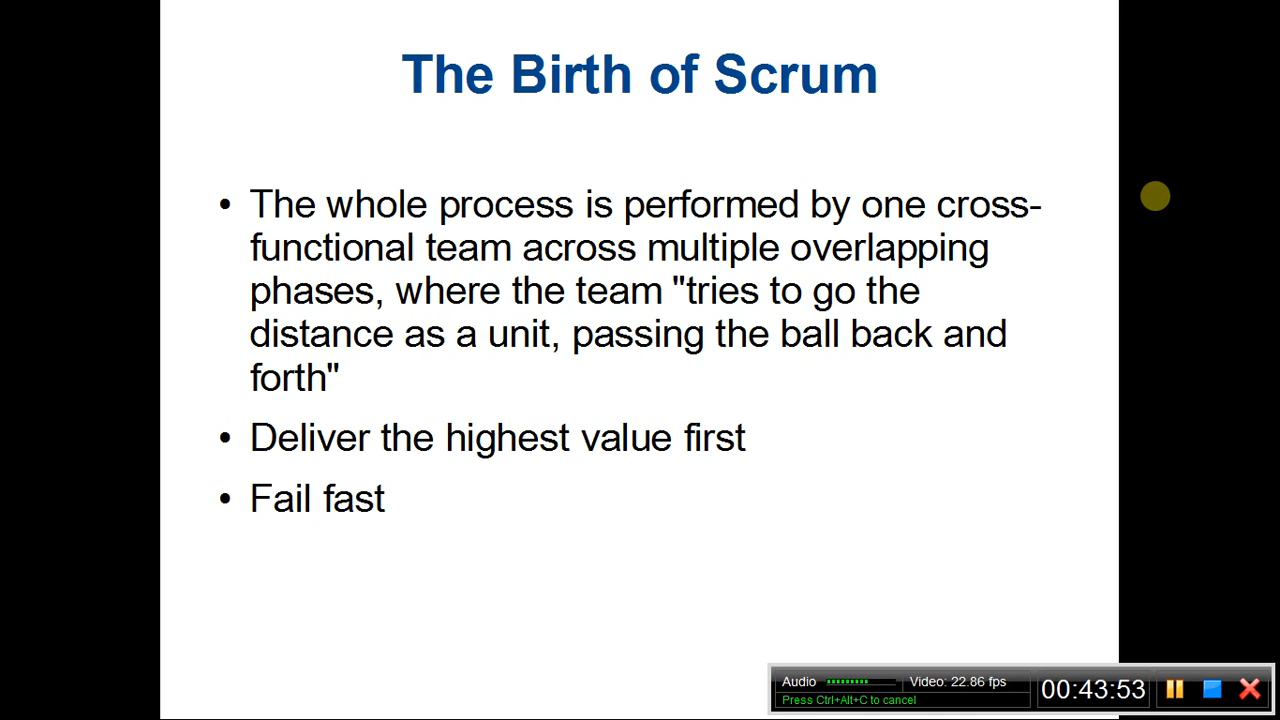 The Birth of Scrum
• The whole process is performed by one cross-
functional team across multiple overlapping
phases, where the team "tries to go the
distance as a unit, passing the ball back and
forth"
• Deliver the highest value first
• Fail fast
Audio Video: 22.86 fps
Press Ctrl+Alt+C to cancel
00:43:53